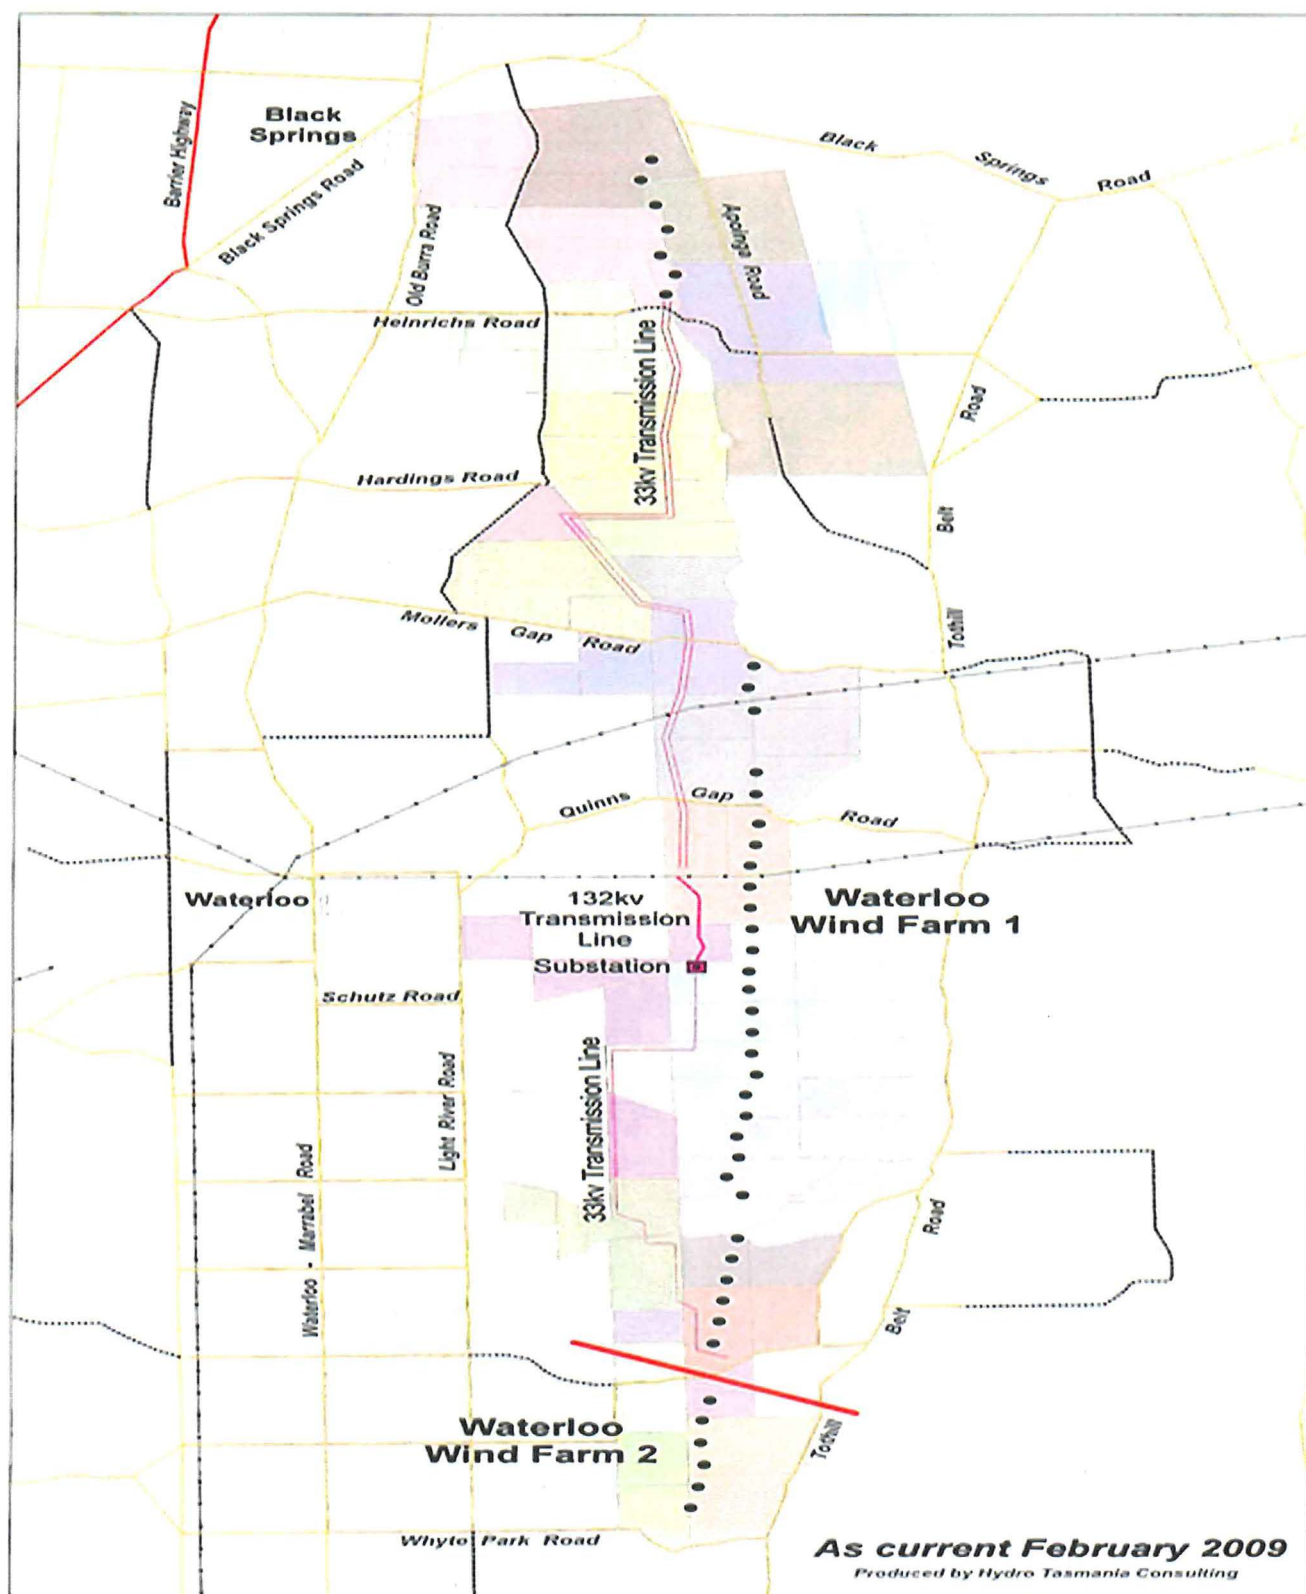 Black
Springs
Barrier Highway
Black Springs Road
Old Burra Road
Black Springs Road
Appinga Road
Heinrichs Road
33kv Transmission Line
Road
Belt
Tothill
Hardings Road
Mollers Gap Road
Quinns Gap Road
Waterloo
132kv
Transmission
Line
Substation
Waterloo
Wind Farm 1
Schutz Road
Light River Road
33kv Transmission Line
Waterloo - Marrabel Road
Road
Belt
Tothill
Waterloo
Wind Farm 2
Whyte Park Road
As current February 2009
Produced by Hydro Tasmania Consulting